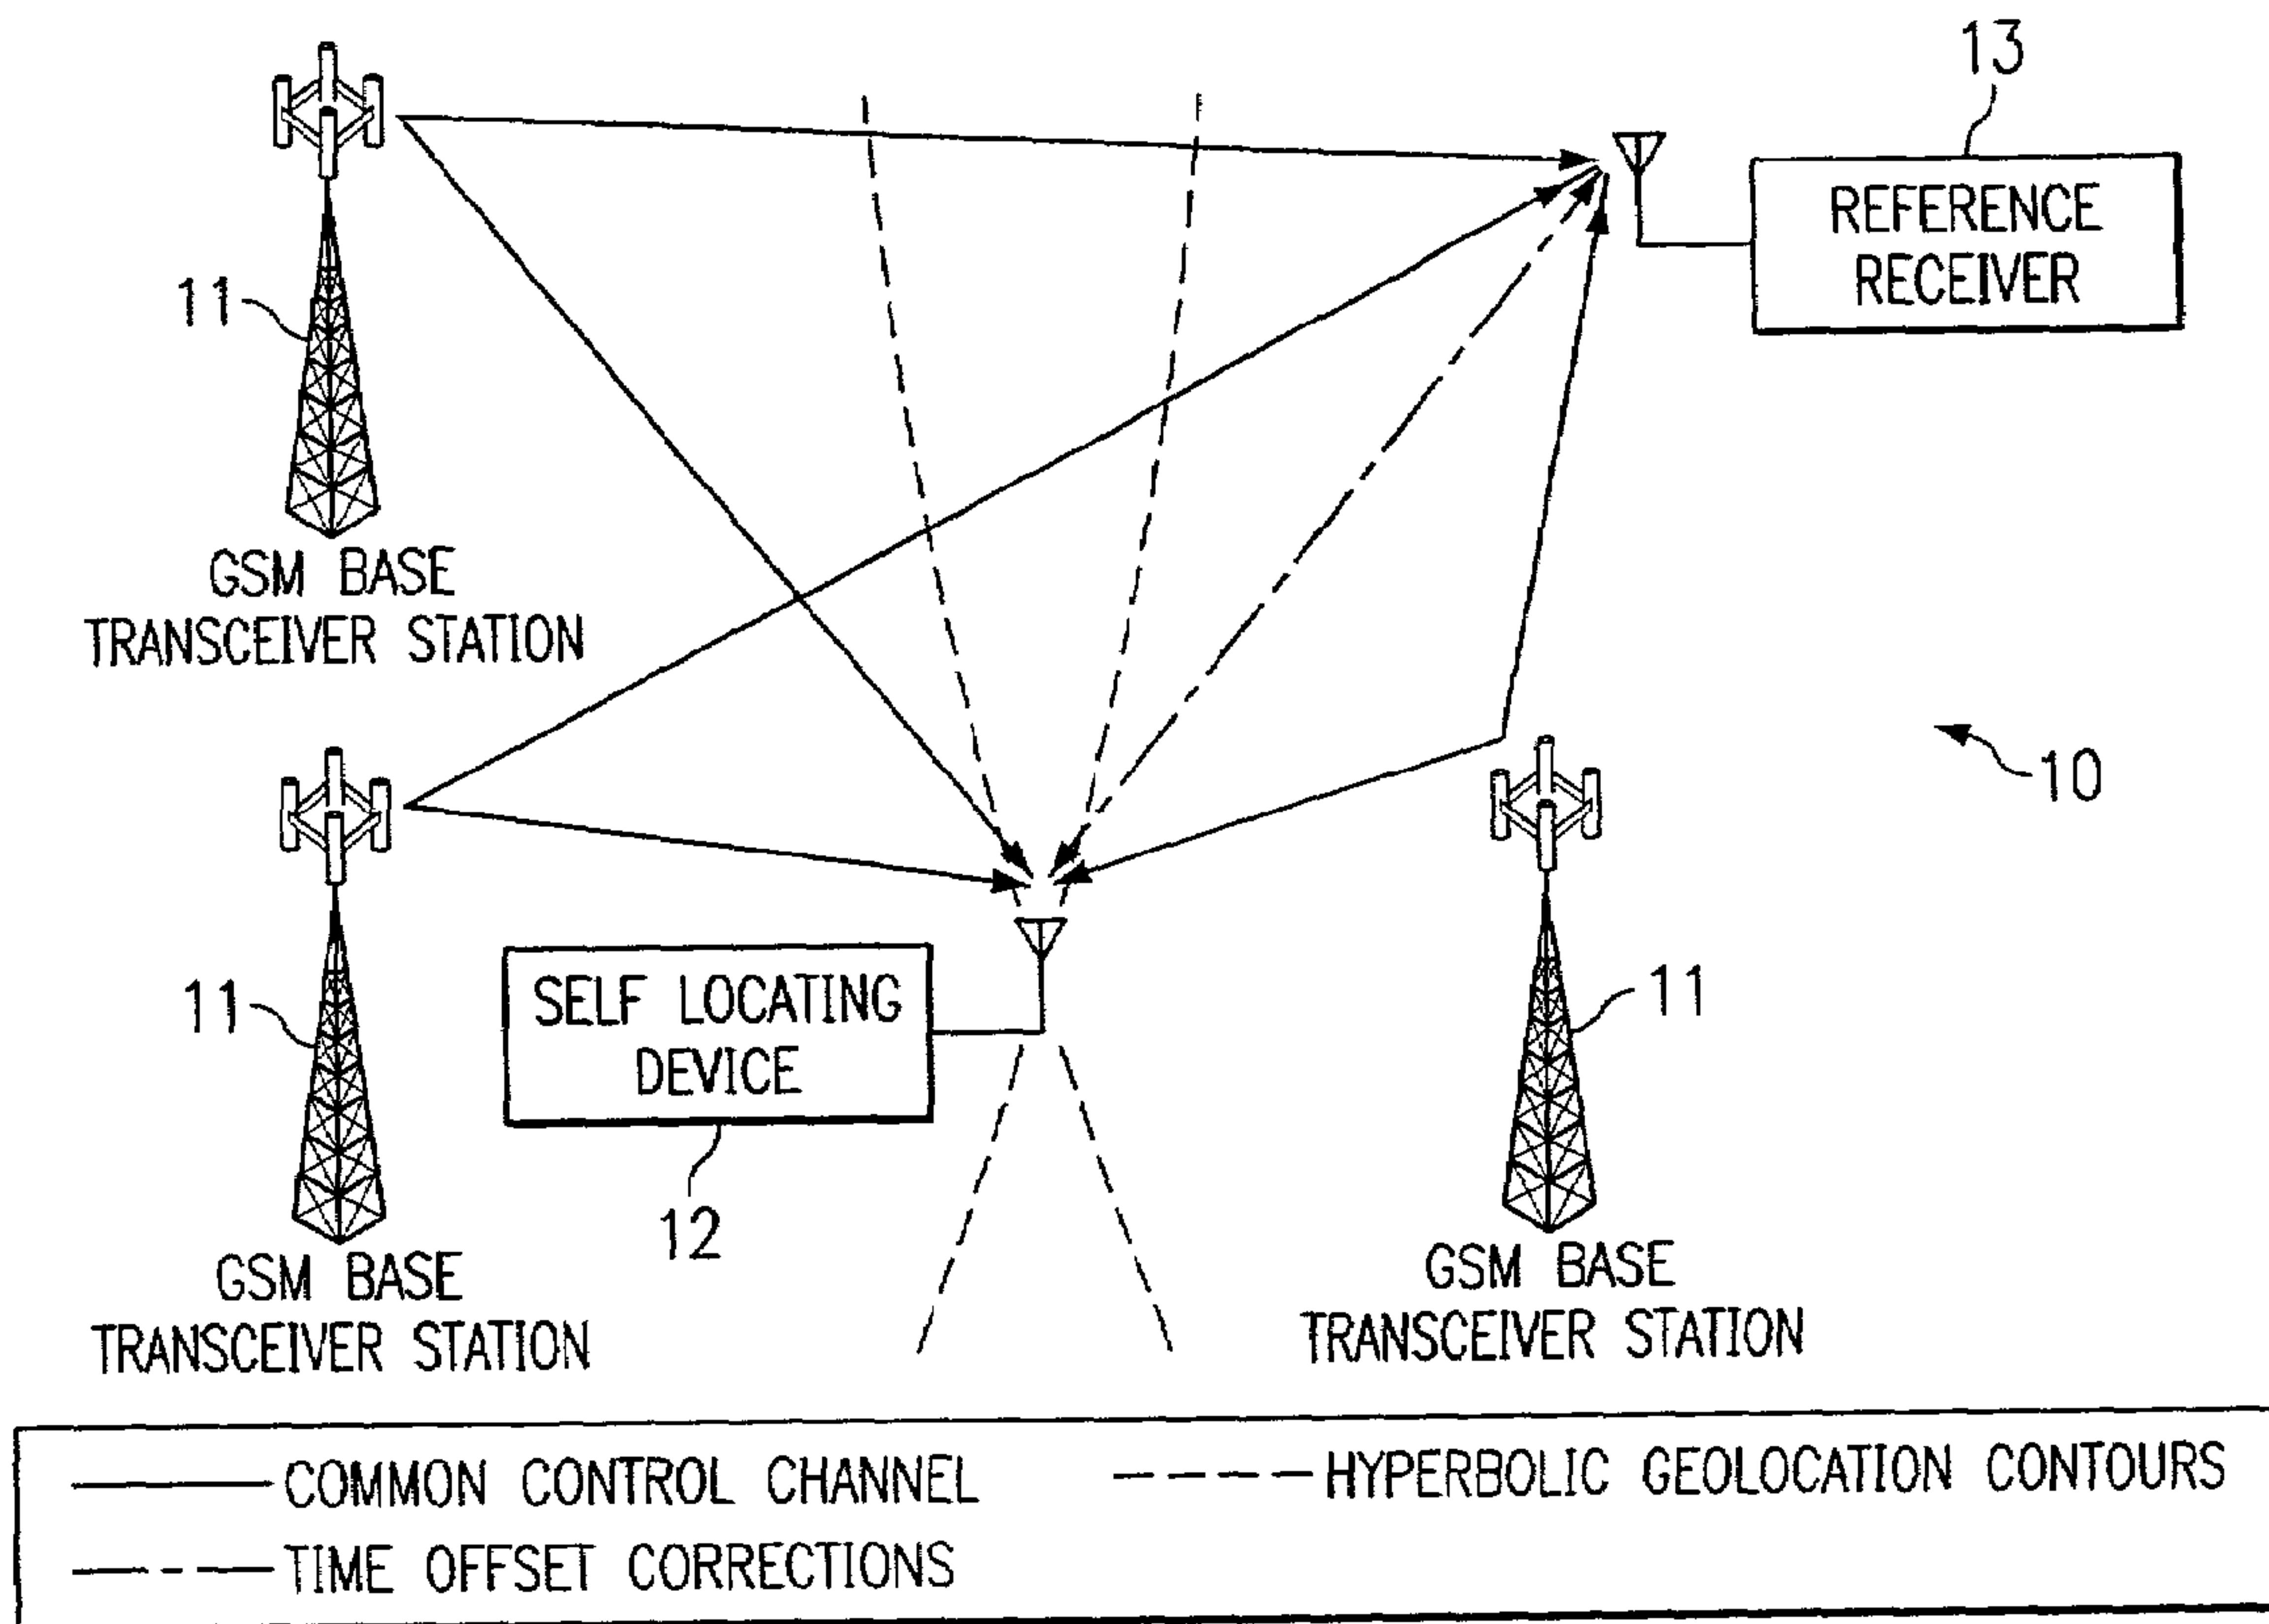 13
REFERENCE
RECEIVER
11
GSM BASE
TRANSCEIVER STATION
10
11
SELF LOCATING
DEVICE
12
11
GSM BASE
TRANSCEIVER STATION
GSM BASE
TRANSCEIVER STATION
COMMON CONTROL CHANNEL
HYPERBOLIC GEOLOCATION CONTOURS
TIME OFFSET CORRECTIONS